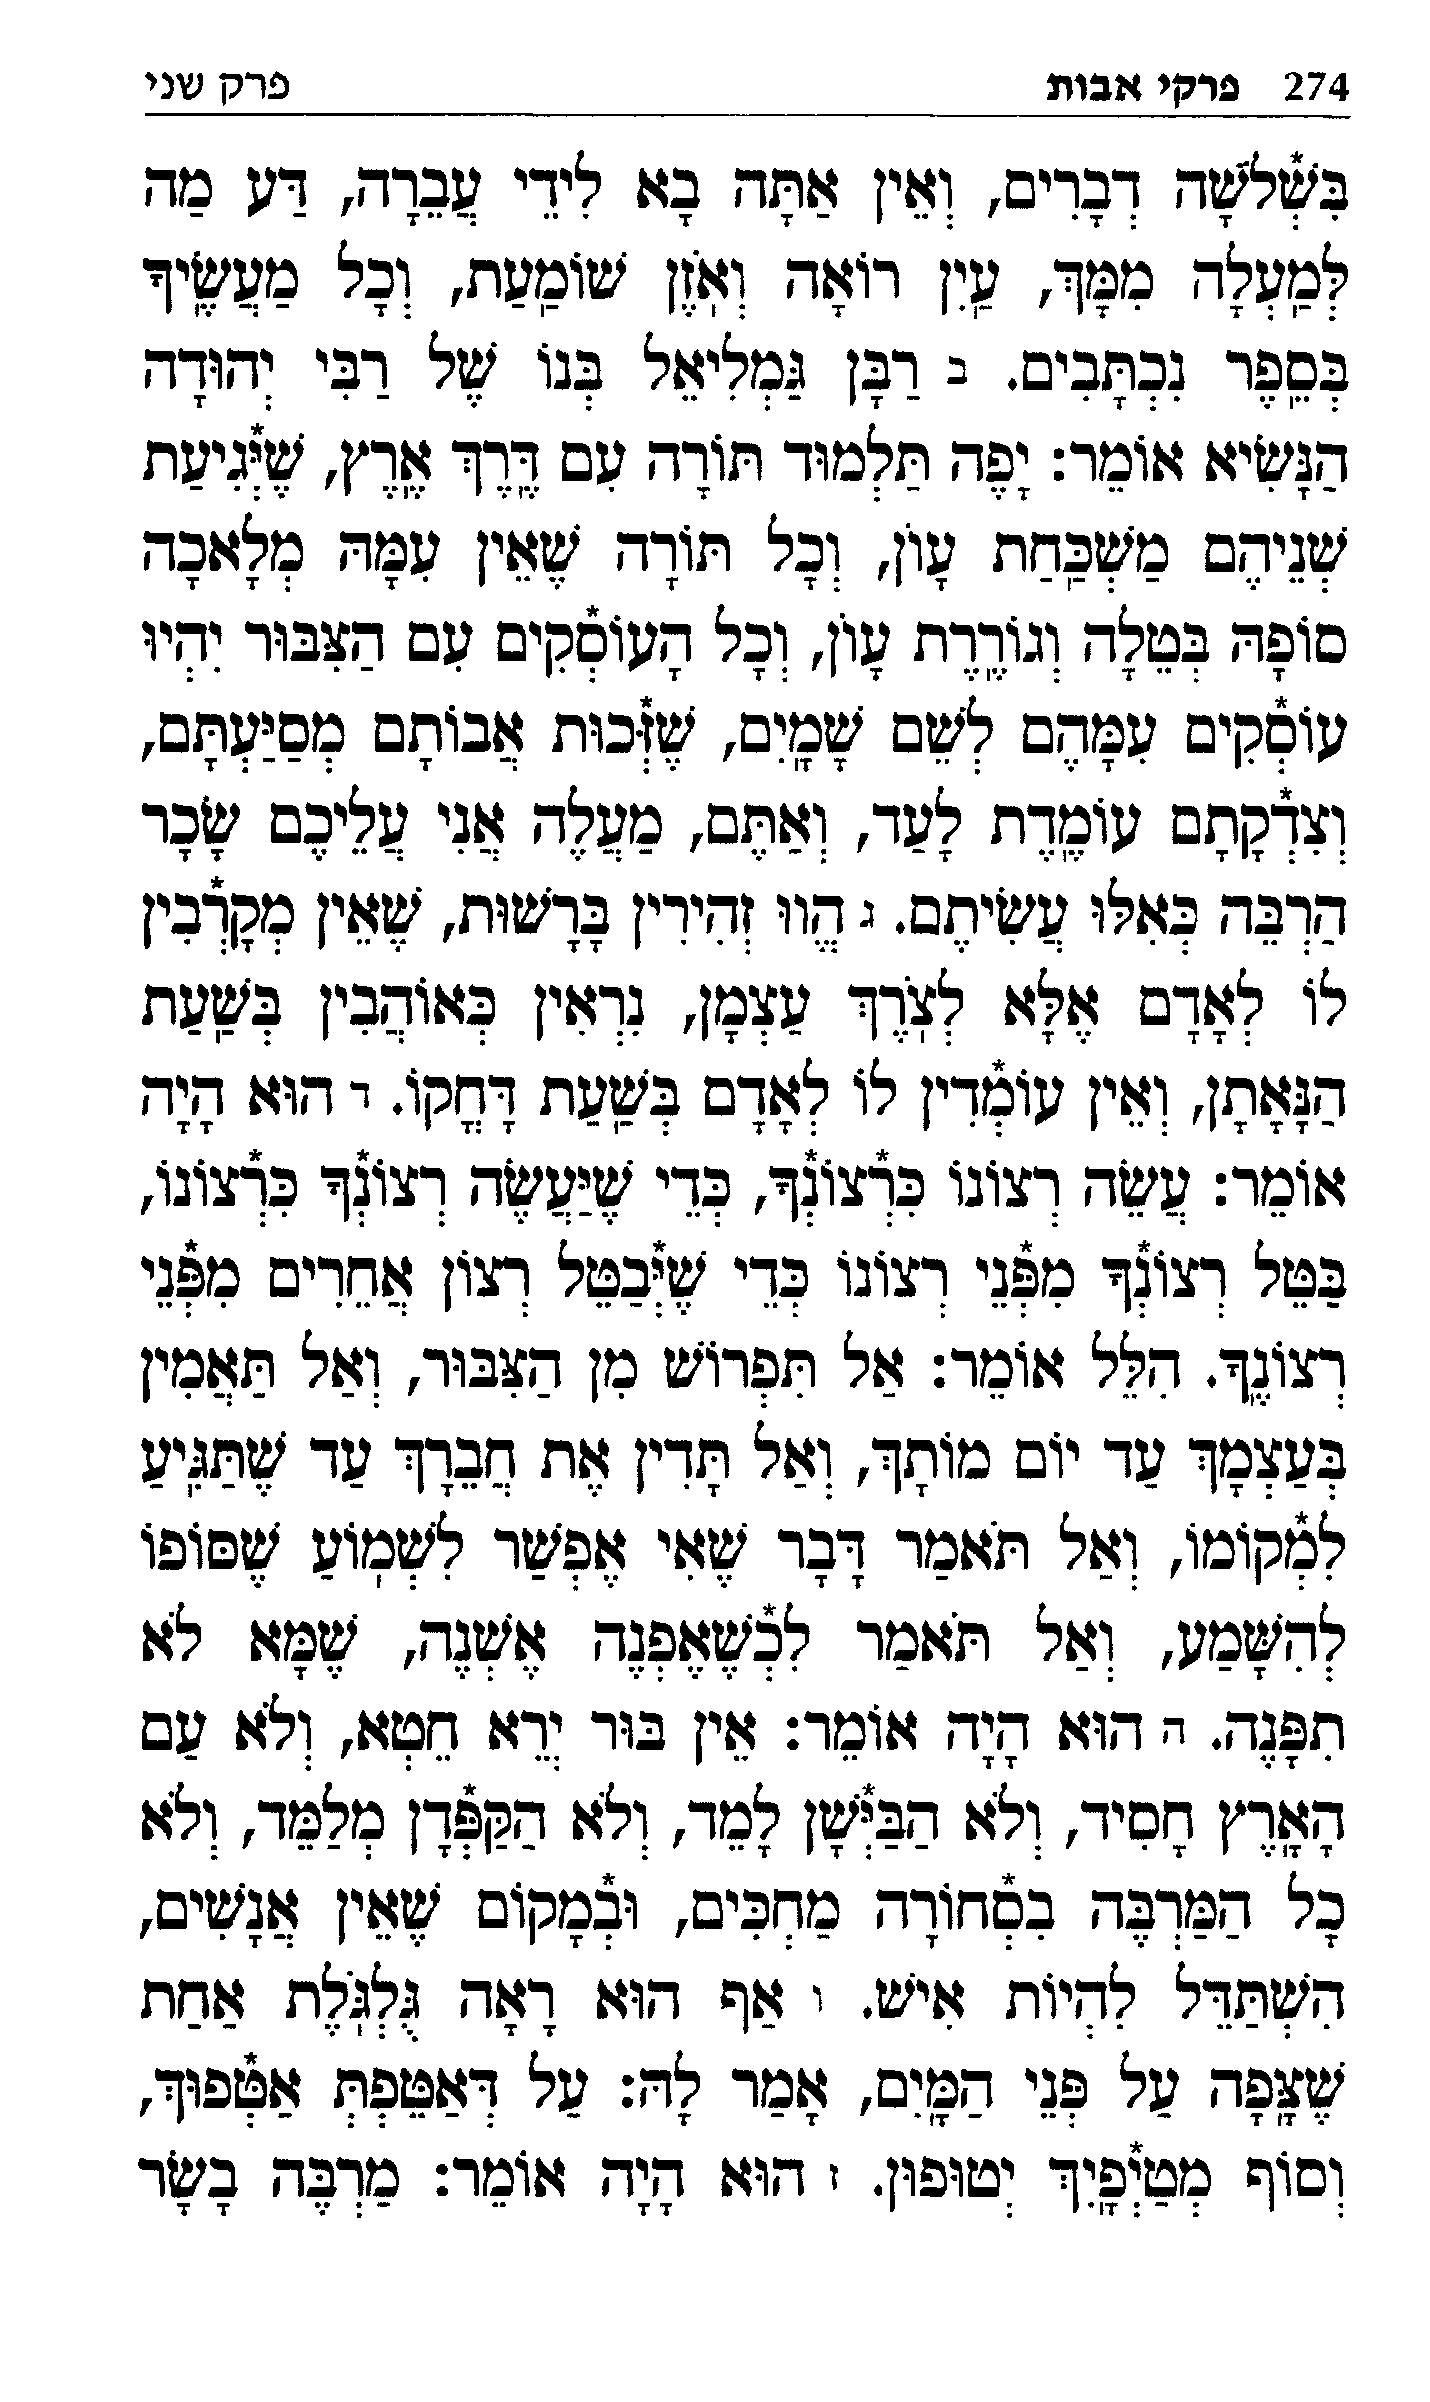 274 פרקי אבות פרק שני
בִּשְׁלֹשָׁה דְבָרִים, וְאֵין אַתָּה בָא לִידֵי עֲבֵרָה, דַּע מַה
לְּמַעְלָה מִמָּךְ, עַיִן רוֹאָה וְאֹזֶן שׁוֹמַעַת, וְכָל מַעֲשֶׂיךָ
בְּסֵפֶר נִכְתָּבִים. ב רַבָּן גַּמְלִיאֵל בְּנוֹ שֶׁל רַבִּי יְהוּדָה
הַנָּשִׂיא אוֹמֵר: יָפֶה תַּלְמוּד תּוֹרָה עִם דֶּרֶךְ אֶרֶץ, שֶׁיְּגִיעַת
שְׁנֵיהֶם מַשְׁכַּחַת עָוֹן, וְכָל תּוֹרָה שֶׁאֵין עִמָּהּ מְלָאכָה
סוֹפָהּ בְּטֵלָה וְגוֹרֶרֶת עָוֹן, וְכָל הָעוֹסְקִים עִם הַצִּבּוּר יִהְיוּ
עוֹסְקִים עִמָּהֶם לְשֵׁם שָׁמָיִם, שֶׁזְּכוּת אֲבוֹתָם מְסַיַּעְתָּם,
וְצִדְקָתָם עוֹמֶדֶת לָעַד, וְאַתֶּם, מַעֲלֶה אֲנִי עֲלֵיכֶם שָׂכָר
הַרְבֵּה כְּאִלּוּ עֲשִׂיתֶם. ג הֱווּ זְהִירִין בָּרָשׁוּת, שֶׁאֵין מְקָרְבִין
לוֹ לְאָדָם אֶלָּא לְצֹרֶךְ עַצְמָן, נִרְאִין כְּאוֹהֲבִין בְּשָׁעַת
הַנָּאָתָן, וְאֵין עוֹמְדִין לוֹ לְאָדָם בְּשָׁעַת דָּחֳקוֹ. ד הוּא הָיָה
אוֹמֵר: עֲשֵׂה רְצוֹנוֹ כִּרְצוֹנְךָ, כְּדֵי שֶׁיַּעֲשֶׂה רְצוֹנְךָ כִּרְצוֹנוֹ,
בַּטֵּל רְצוֹנְךָ מִפְּנֵי רְצוֹנוֹ כְּדֵי שֶׁיְּבַטֵּל רְצוֹן אֲחֵרִים מִפְּנֵי
רְצוֹנֶךָ. הִלֵּל אוֹמֵר: אַל תִּפְרוֹשׁ מִן הַצִּבּוּר, וְאַל תַּאֲמִין
בְּעַצְמָךְ עַד יוֹם מוֹתָךְ, וְאַל תָּדִין אֶת חֲבֵרָךְ עַד שֶׁתַּגִּיעַ
לִמְקוֹמוֹ, וְאַל תֹּאמַר דָּבָר שֶׁאִי אֶפְשַׁר לִשְׁמוֹעַ שֶׁסּוֹפוֹ
לְהִשָּׁמַע, וְאַל תֹּאמַר לִכְשֶׁאֶפְנֶה אֶשְׁנֶה, שֶׁמָּא לֹא
תִפָּנֶה. ה הוּא הָיָה אוֹמֵר: אֵין בּוּר יְרֵא חֵטְא, וְלֹא עַם
הָאָרֶץ חָסִיד, וְלֹא הַבַּיְּשָׁן לָמֵד, וְלֹא הַקַּפְּדָן מְלַמֵּד, וְלֹא
כָל הַמַּרְבֶּה בִסְחוֹרָה מַחְכִּים, וּבְמָקוֹם שֶׁאֵין אֲנָשִׁים,
הִשְׁתַּדֵּל לִהְיוֹת אִישׁ. ו אַף הוּא רָאָה גֻּלְגֹּלֶת אַחַת
שֶׁצָּפָה עַל פְּנֵי הַמָּיִם, אָמַר לָהּ: עַל דְּאַטֵפְתְּ אַטְפוּךְ,
וְסוֹף מְטַיְּפָיִךְ יְטוּפוּן. ז הוּא הָיָה אוֹמֵר: מַרְבֶּה בָשָׂר